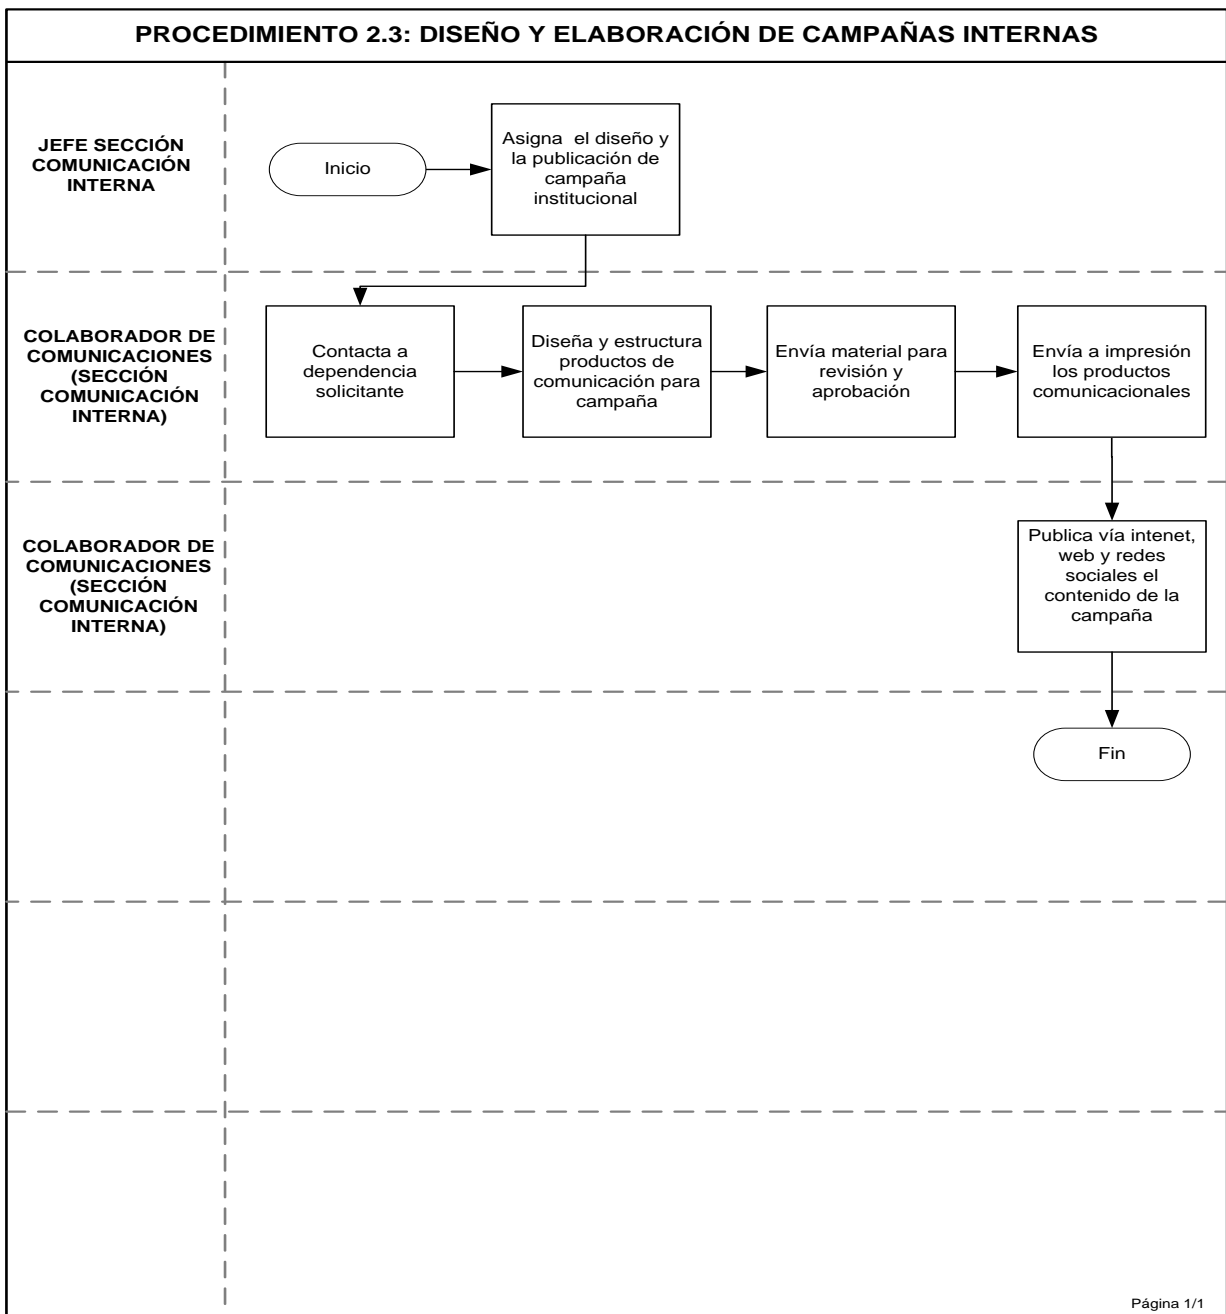 PROCEDIMIENTO 2.3: DISEÑO Y ELABORACIÓN DE CAMPAÑAS INTERNAS
JEFE SECCIÓN
COMUNICACIÓN
INTERNA
Inicio
Asigna el diseño y
la publicación de
campaña
institucional
COLABORADOR DE
COMUNICACIONES
(SECCIÓN
COMUNICACIÓN
INTERNA)
Contacta a
dependencia
solicitante
Diseña y estructura
productos de
comunicación para
campaña
Envía material para
revisión y
aprobación
Envía a impresión
los productos
comunicacionales
COLABORADOR DE
COMUNICACIONES
(SECCIÓN
COMUNICACIÓN
INTERNA)
Publica vía intenet,
web y redes
sociales el
contenido de la
campaña
Fin
Página 1/1